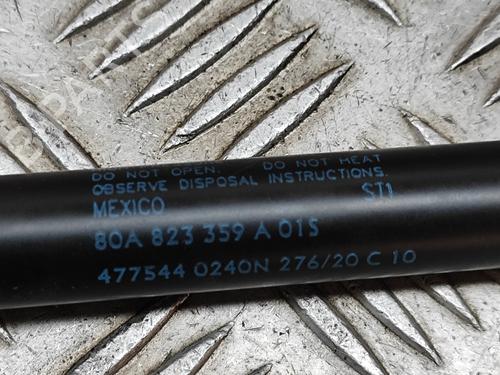 DO NOT OPEN. DO NOT HEAT
OBSERVE DISPOSAL INSTRUCTIONS.
MEXICO ST1
80A 823 359 A 01S
477544 0240N 276/20 C 10